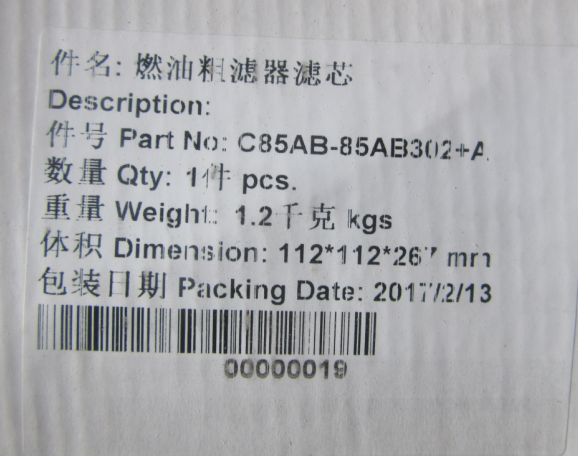 件名: 燃油粗滤器滤芯
Description:
件号 Part No: C85AB-85AB302+A
数量 Qty: 1件 pcs.
重量 Weight: 1.2千克 kgs
体积 Dimension: 112*112*267 mm
包装日期 Packing Date: 2017/2/13
00000019